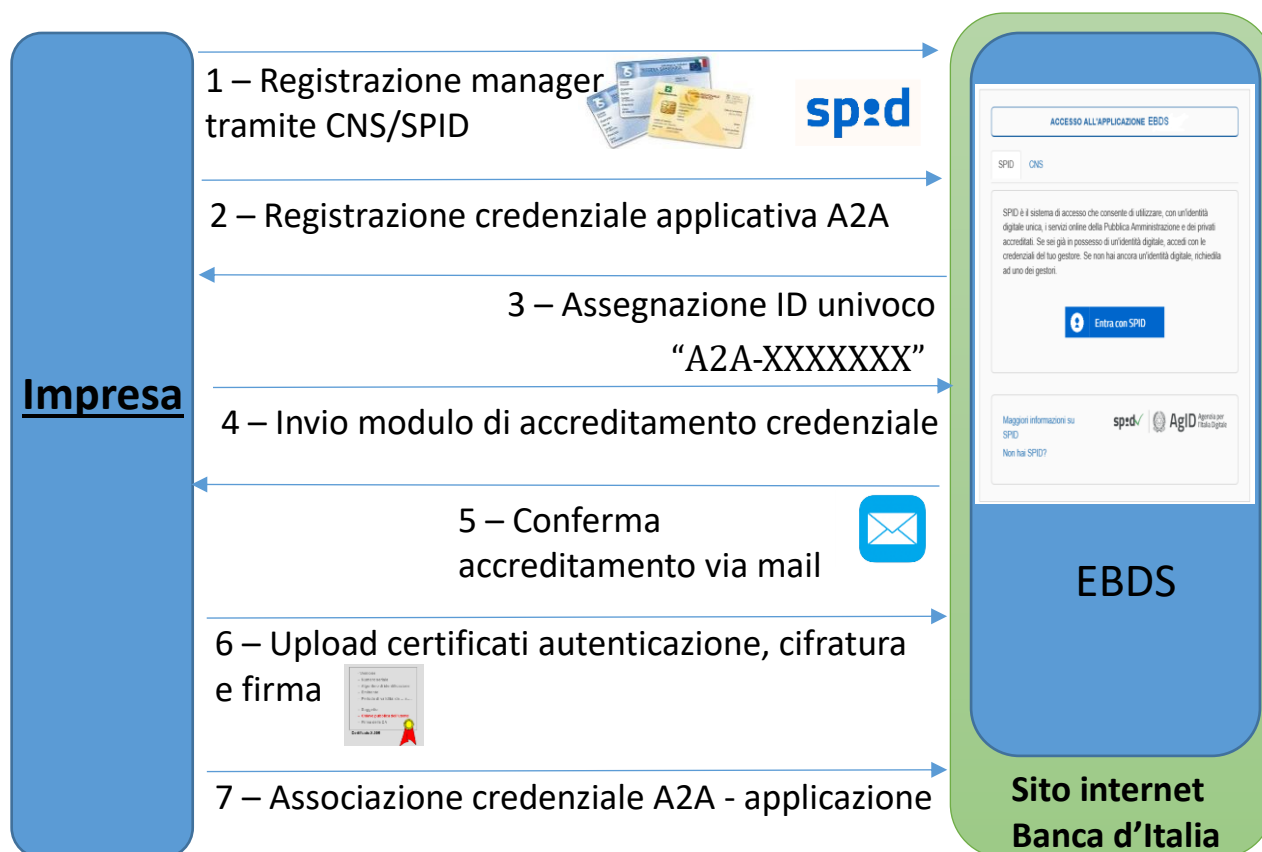 Impresa
1 – Registrazione manager
tramite CNS/SPID
spid
2 – Registrazione credenziale applicativa A2A
3 – Assegnazione ID univoco
“A2A-XXXXXXX”
4 – Invio modulo di accreditamento credenziale
5 – Conferma
accreditamento via mail
6 – Upload certificati autenticazione, cifratura
e firma
7 – Associazione credenziale A2A - applicazione
ACCESSO ALL'APPLICAZIONE EBDS
SPID CNS
SPID è il sistema di accesso che consente di utilizzare, con un'identità
digitale unica, i servizi online della Pubblica Amministrazione e dei privati
accreditati. Se sei già in possesso di un'identità digitale, accedi con le
credenziali del tuo gestore. Se non hai ancora un'identità digitale, richiedila
ad uno dei gestori.
Entra con SPID
Maggiori informazioni su
SPID
Non hai SPID?
spid AgID Agenzia per
l'Italia Digitale
EBDS
Sito internet
Banca d'Italia